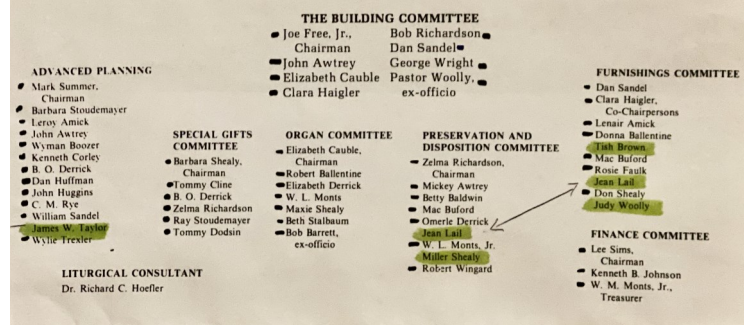 THE BUILDING COMMITTEE
Joe Free, Jr.,
Chairman
John Awtrey
Elizabeth Cauble
Clara Haigler
Bob Richardson
Dan Sandel
George Wright
Pastor Woolly,
ex-officio
ADVANCED PLANNING
Mark Summer,
Chairman
Barbara Stoudemayer
Leroy Amick
John Awtrey
Wyman Boozer
Kenneth Corley
B. O. Derrick
Dan Huffman
John Huggins
C. M. Rye
William Sandel
James W. Taylor
Wylie Trexler
SPECIAL GIFTS
COMMITTEE
Barbara Shealy,
Chairman
Tommy Cline
B. O. Derrick
Zelma Richardson
Ray Stoudemayer
Tommy Dodsin
ORGAN COMMITTEE
Elizabeth Cauble,
Chairman
Robert Ballentine
Elizabeth Derrick
W. L. Monts
Maxie Shealy
Beth Stalbaum
Bob Barrett,
ex-officio
PRESERVATION AND
DISPOSITION COMMITTEE
Zelma Richardson,
Chairman
Mickey Awtrey
Betty Baldwin
Mac Buford
Omerle Derrick
Jean Lail
W. L. Monts, Jr.
Miller Shealy
Robert Wingard
FURNISHINGS COMMITTEE
Dan Sandel
Clara Haigler,
Co-Chairpersons
Lenair Amick
Donna Ballentine
Tish Brown
Mac Buford
Rosie Faulk
Jean Lail
Don Shealy
Judy Woolly
FINANCE COMMITTEE
Lee Sims,
Chairman
Kenneth B. Johnson
W. M. Monts, Jr.,
Treasurer
LITURGICAL CONSULTANT
Dr. Richard C. Hoefler